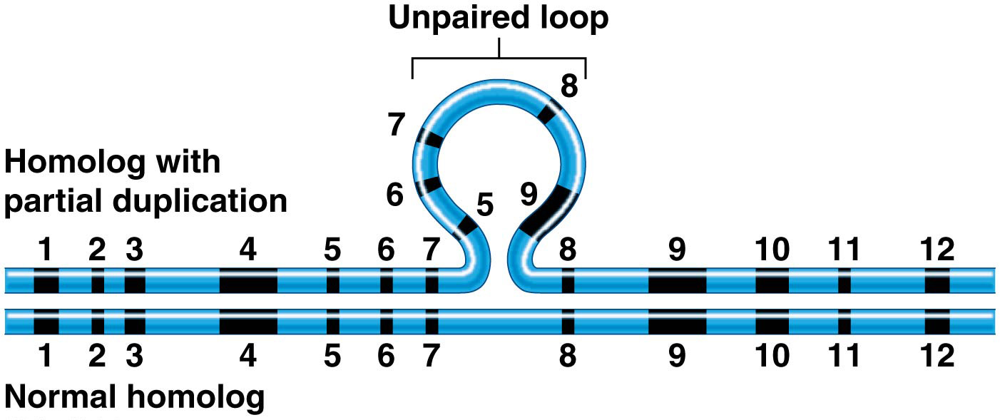 Unpaired loop
8
7
Homolog with
partial duplication
6 5 9
1 2 3 4 5 6 7 8 9 10 11 12
1 2 3 4 5 6 7 8 9 10 11 12
Normal homolog